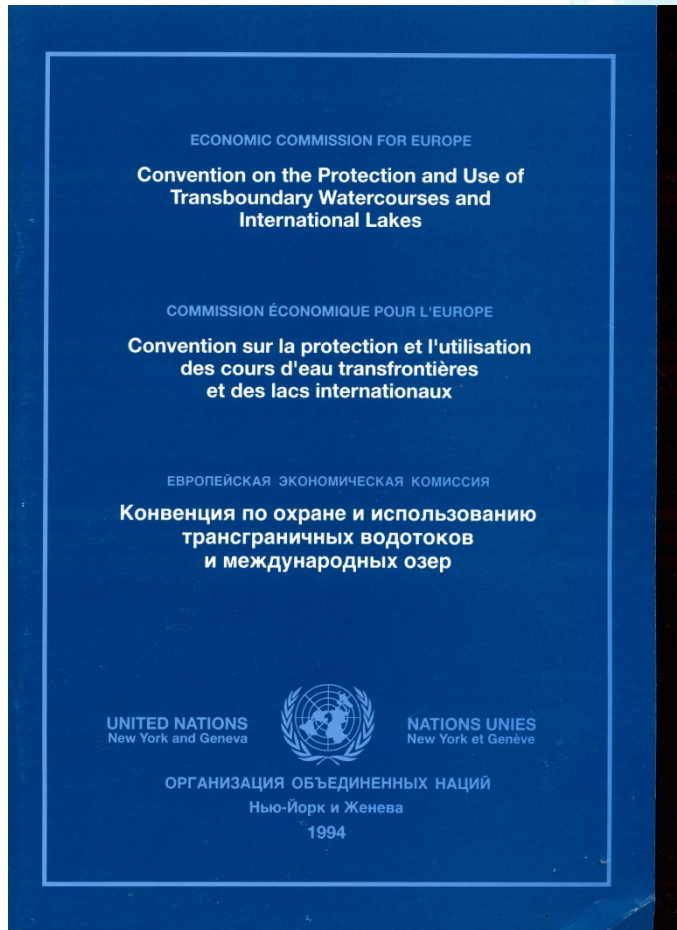 ECONOMIC COMMISSION FOR EUROPE
Convention on the Protection and Use of
Transboundary Watercourses and
International Lakes
COMMISSION ÉCONOMIQUE POUR L'EUROPE
Convention sur la protection et l'utilisation
des cours d'eau transfrontières
et des lacs internationaux
ЕВРОПЕЙСКАЯ ЭКОНОМИЧЕСКАЯ КОМИССИЯ
Конвенция по охране и использованию
трансграничных водотоков
и международных озер
UNITED NATIONS
New York and Geneva
NATIONS UNIES
New York et Genève
ОРГАНИЗАЦИЯ ОБЪЕДИНЕННЫХ НАЦИЙ
Нью-Йорк и Женева
1994